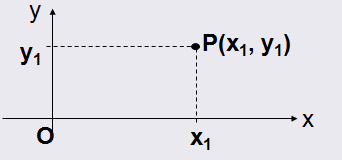 y
y₁
P(x₁, y₁)
x
O
x₁